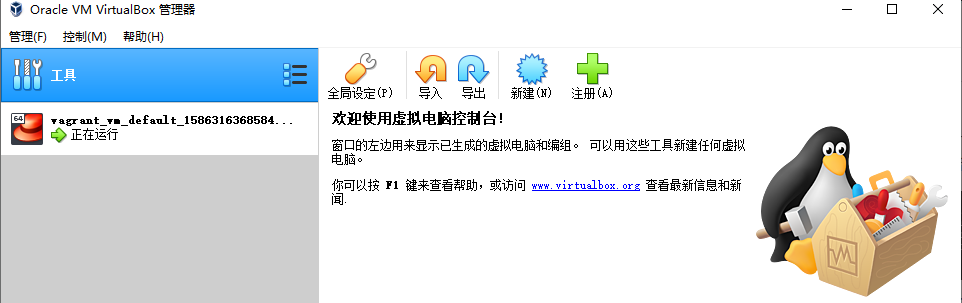 Oracle VM VirtualBox 管理器
管理(F) 控制(M) 帮助(H)
工具
全局设定(P) 导入 导出 新建(N) 注册(A)
64
vagrant_vm_default_1586316368584...
正在运行
欢迎使用虚拟电脑控制台!
窗口的左边用来显示已生成的虚拟电脑和编组。 可以用这些工具新建任何虚拟
电脑。
你可以按 F1 键来查看帮助, 或访问 www.virtualbox.org 查看最新信息和新
闻.